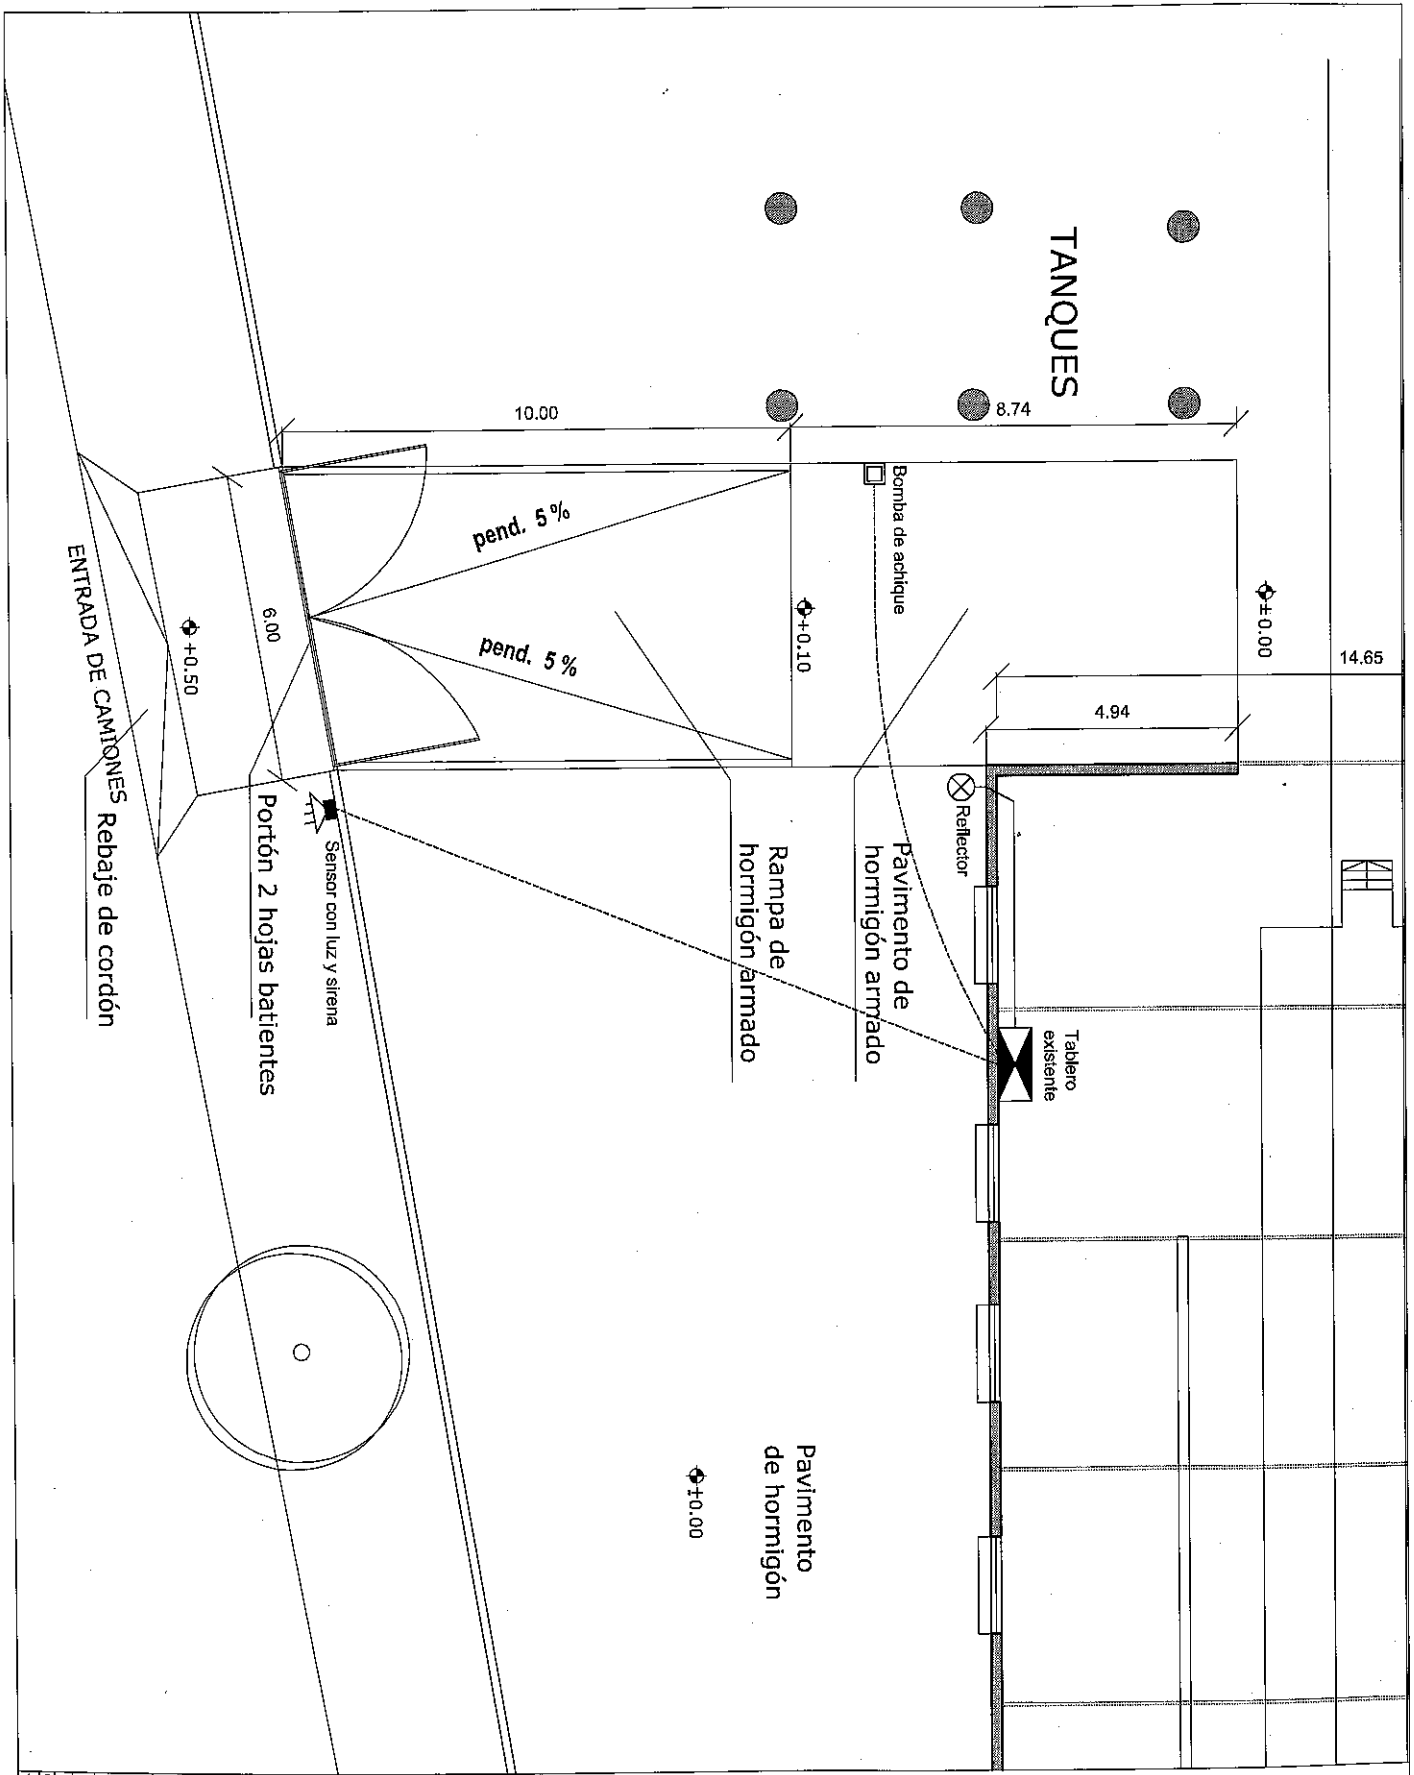 TANQUES
10.00
8.74
±0.00
14.65
4.94
Bomba de achique
+0.10
pend. 5 %
pend. 5 %
6.00
+0.50
ENTRADA DE CAMIONES
Rebaje de cordón
Portón 2 hojas batientes
Sensor con luz y sirena
Rampa de
hormigón armado
Pavimento de
hormigón armado
Reflector
Tablero
existente
Pavimento
de hormigón
±0.00